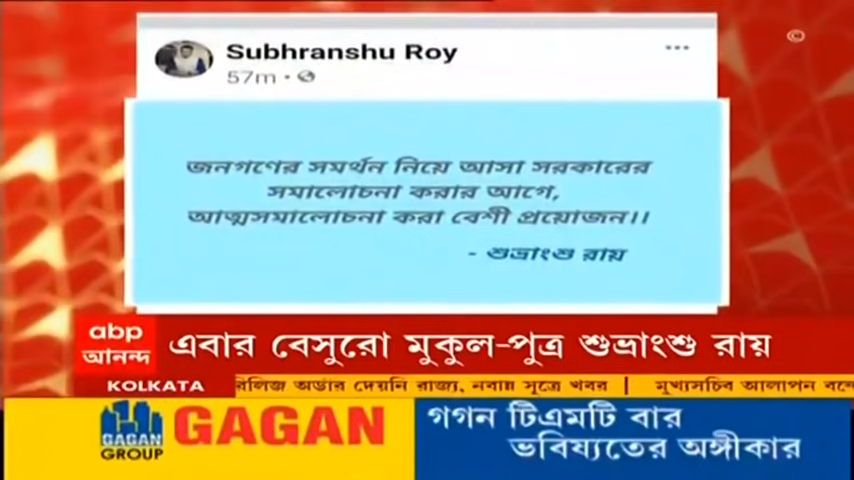 ©
Subhranshu Roy
57m
জনগণের সমর্থন নিয়ে আসা সরকারের
সমালোচনা করার আগে,
আত্মসমালোচনা করা বেশী প্রয়োজন।।
- শুভ্রাংশু রায়
abp
আনন্দ
এবার বেসুরো মুকুল-পুত্র শুভ্রাংশু রায়
KOLKATA
রিলিজ অর্ডার দেয়নি রাজ্য, নবান্ন সূত্রে খবর | মুখ্যসচিব আলাপন বন্দ্যে
GAGAN
GROUP
GAGAN
গগন টিএমটি বার
ভবিষ্যতের অঙ্গীকার